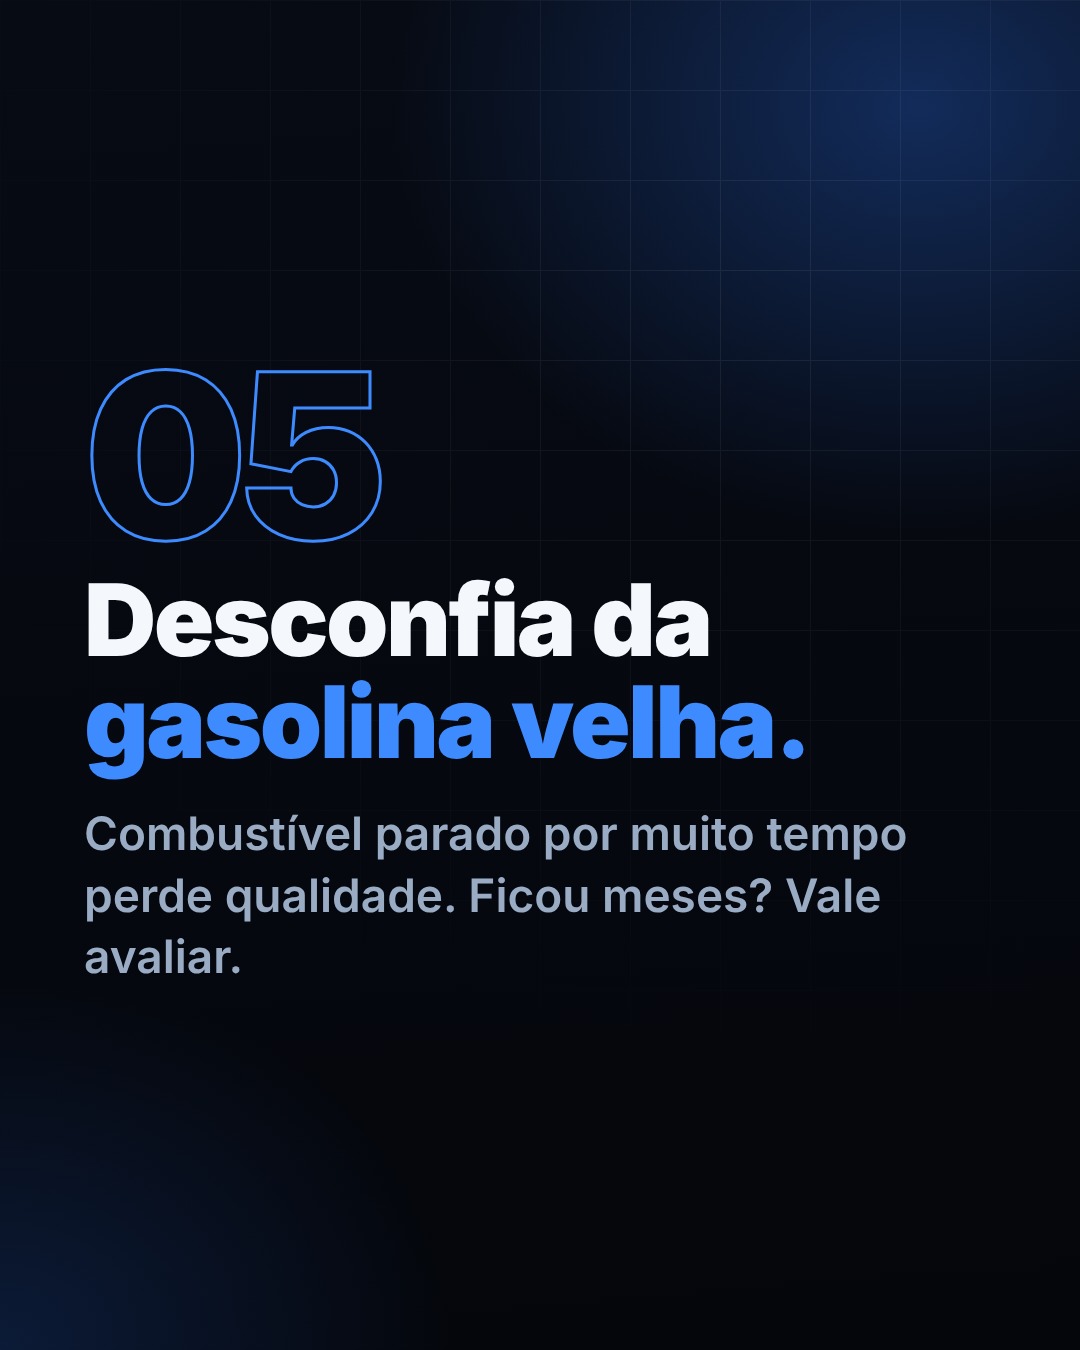 05
Desconfia da
gasolina velha.
Combustível parado por muito tempo
perde qualidade. Ficou meses? Vale
avaliar.